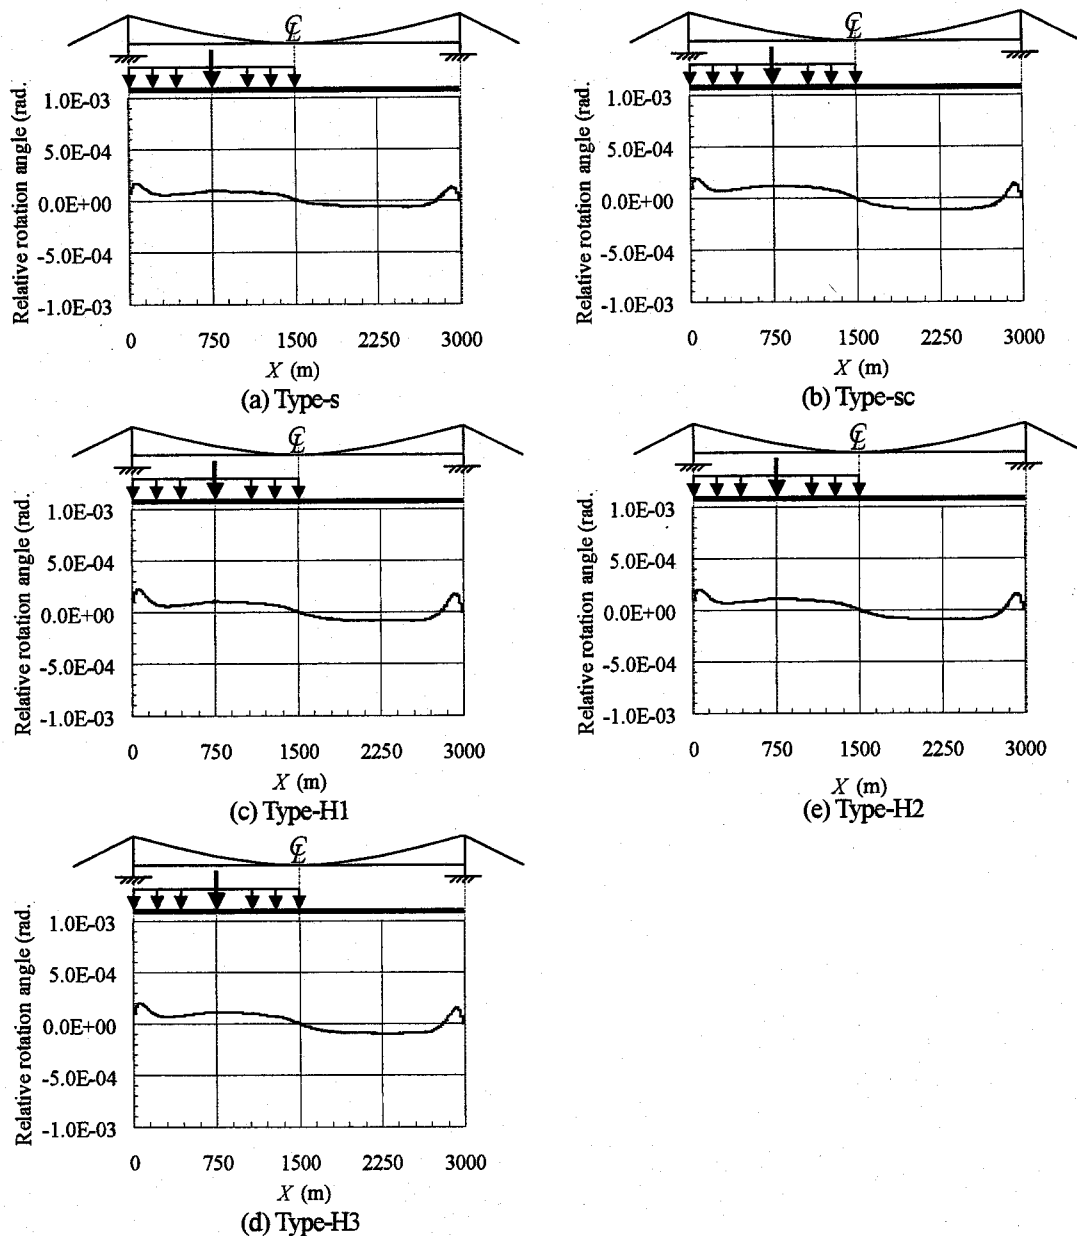 ℄
Relative rotation angle (rad.
1.0E-03
5.0E-04
0.0E+00
-5.0E-04
-1.0E-03
0 750 1500 2250 3000
X (m)
(a) Type-s
℄
Relative rotation angle (rad.
1.0E-03
5.0E-04
0.0E+00
-5.0E-04
-1.0E-03
0 750 1500 2250 3000
X (m)
(b) Type-sc
℄
Relative rotation angle (rad.
1.0E-03
5.0E-04
0.0E+00
-5.0E-04
-1.0E-03
0 750 1500 2250 3000
X (m)
(c) Type-H1
℄
Relative rotation angle (rad.
1.0E-03
5.0E-04
0.0E+00
-5.0E-04
-1.0E-03
0 750 1500 2250 3000
X (m)
(e) Type-H2
℄
Relative rotation angle (rad.
1.0E-03
5.0E-04
0.0E+00
-5.0E-04
-1.0E-03
0 750 1500 2250 3000
X (m)
(d) Type-H3